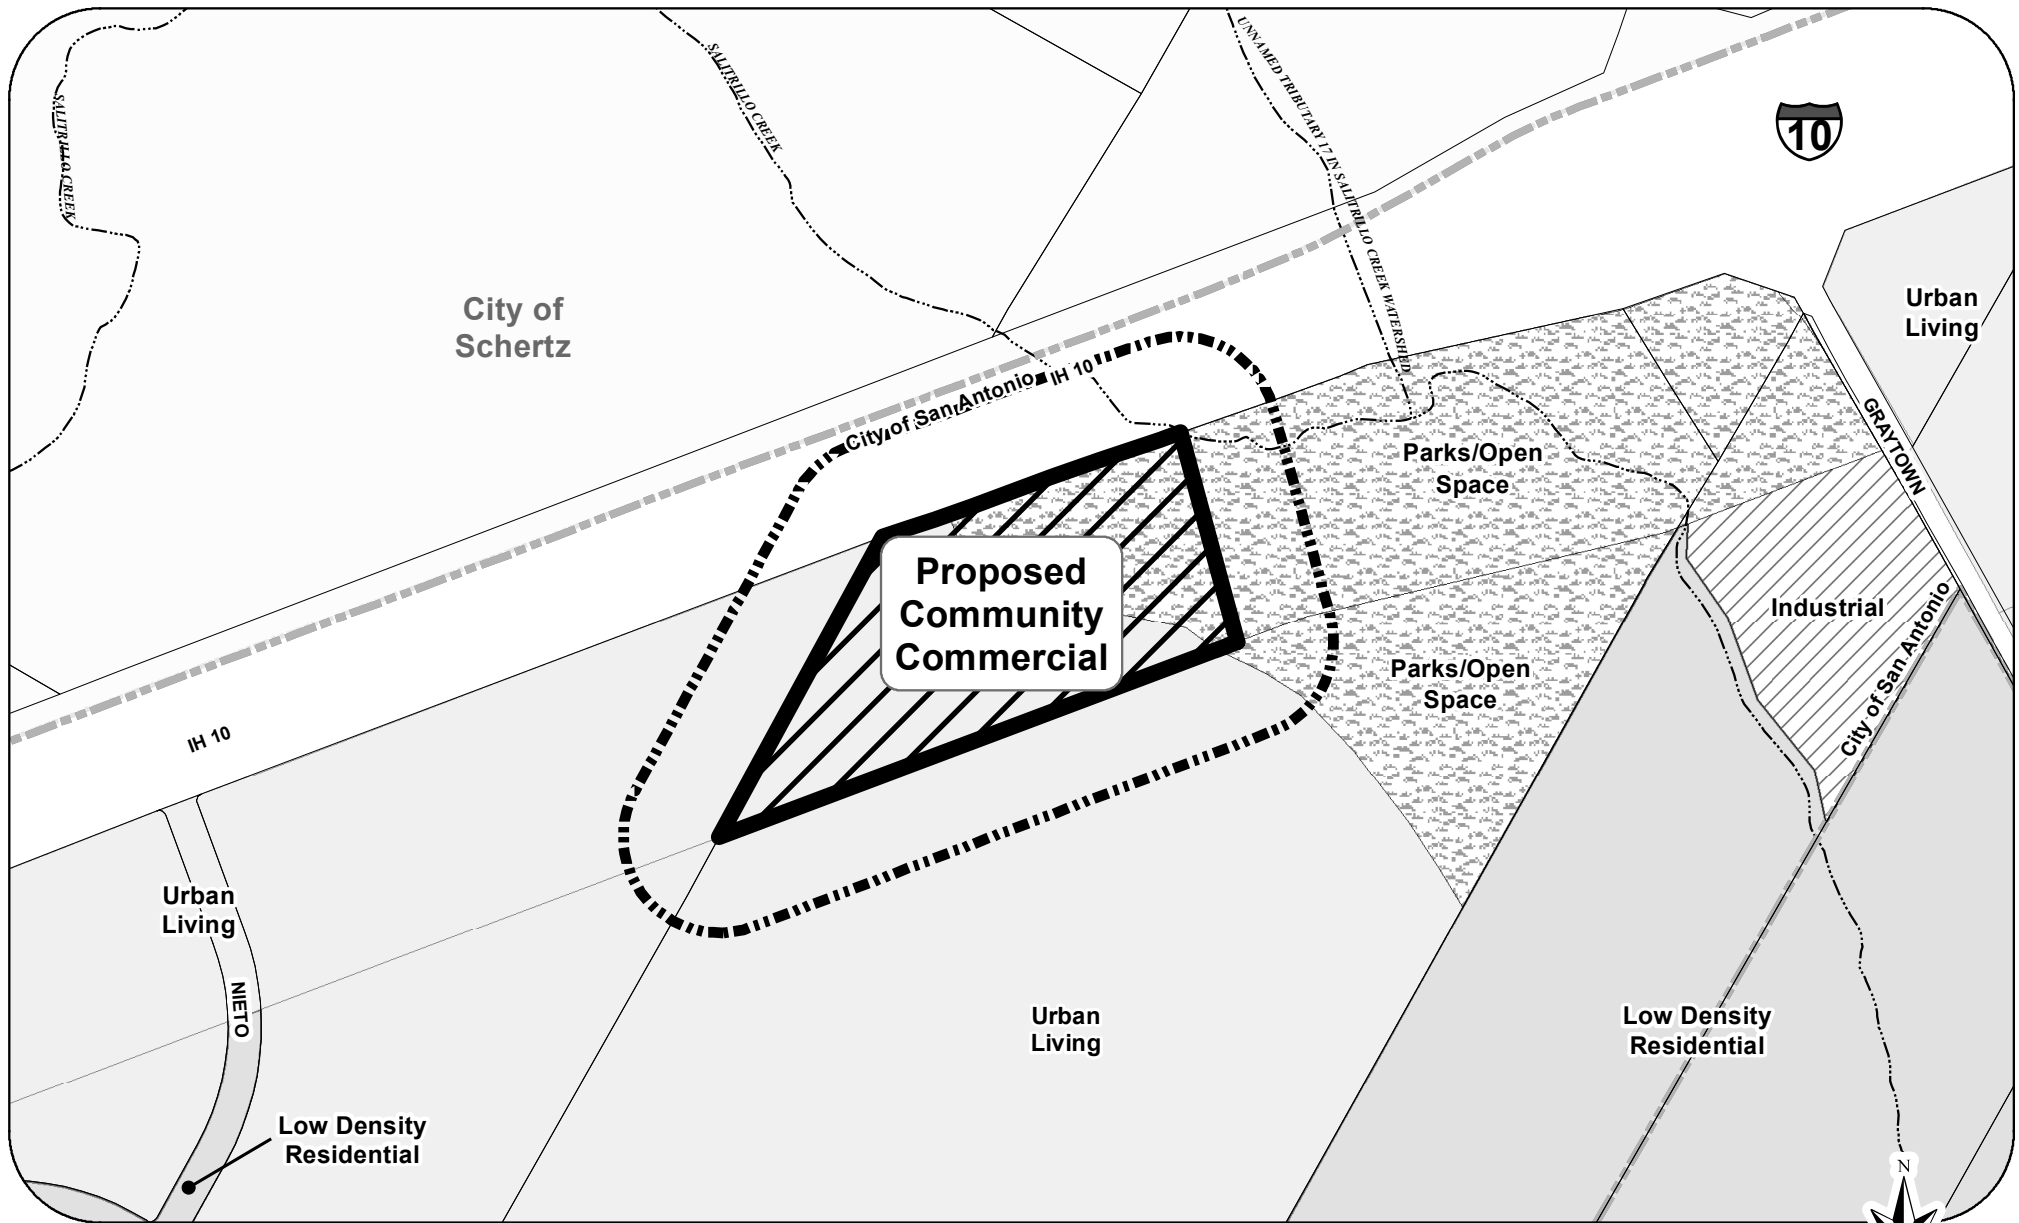 SALITRILLO CREEK
SALITRILLO CREEK
UNNAMED TRIBUTARY 17 IN SALITRILLO CREEK WATERSHED
10
City of
Schertz
Urban
Living
City of San Antonio
IH 10
GRAYTOWN
Parks/Open
Space
Proposed
Community
Commercial
Industrial
City of San Antonio
Parks/Open
Space
IH 10
Urban
Living
NIETO
Urban
Living
Low Density
Residential
Low Density
Residential
N